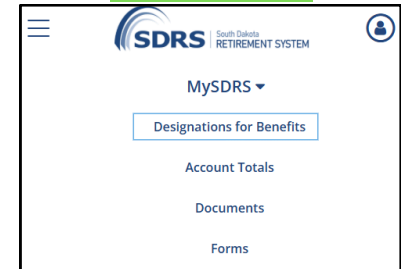 SDRS South Dakota
RETIREMENT SYSTEM
MySDRS
Designations for Benefits
Account Totals
Documents
Forms